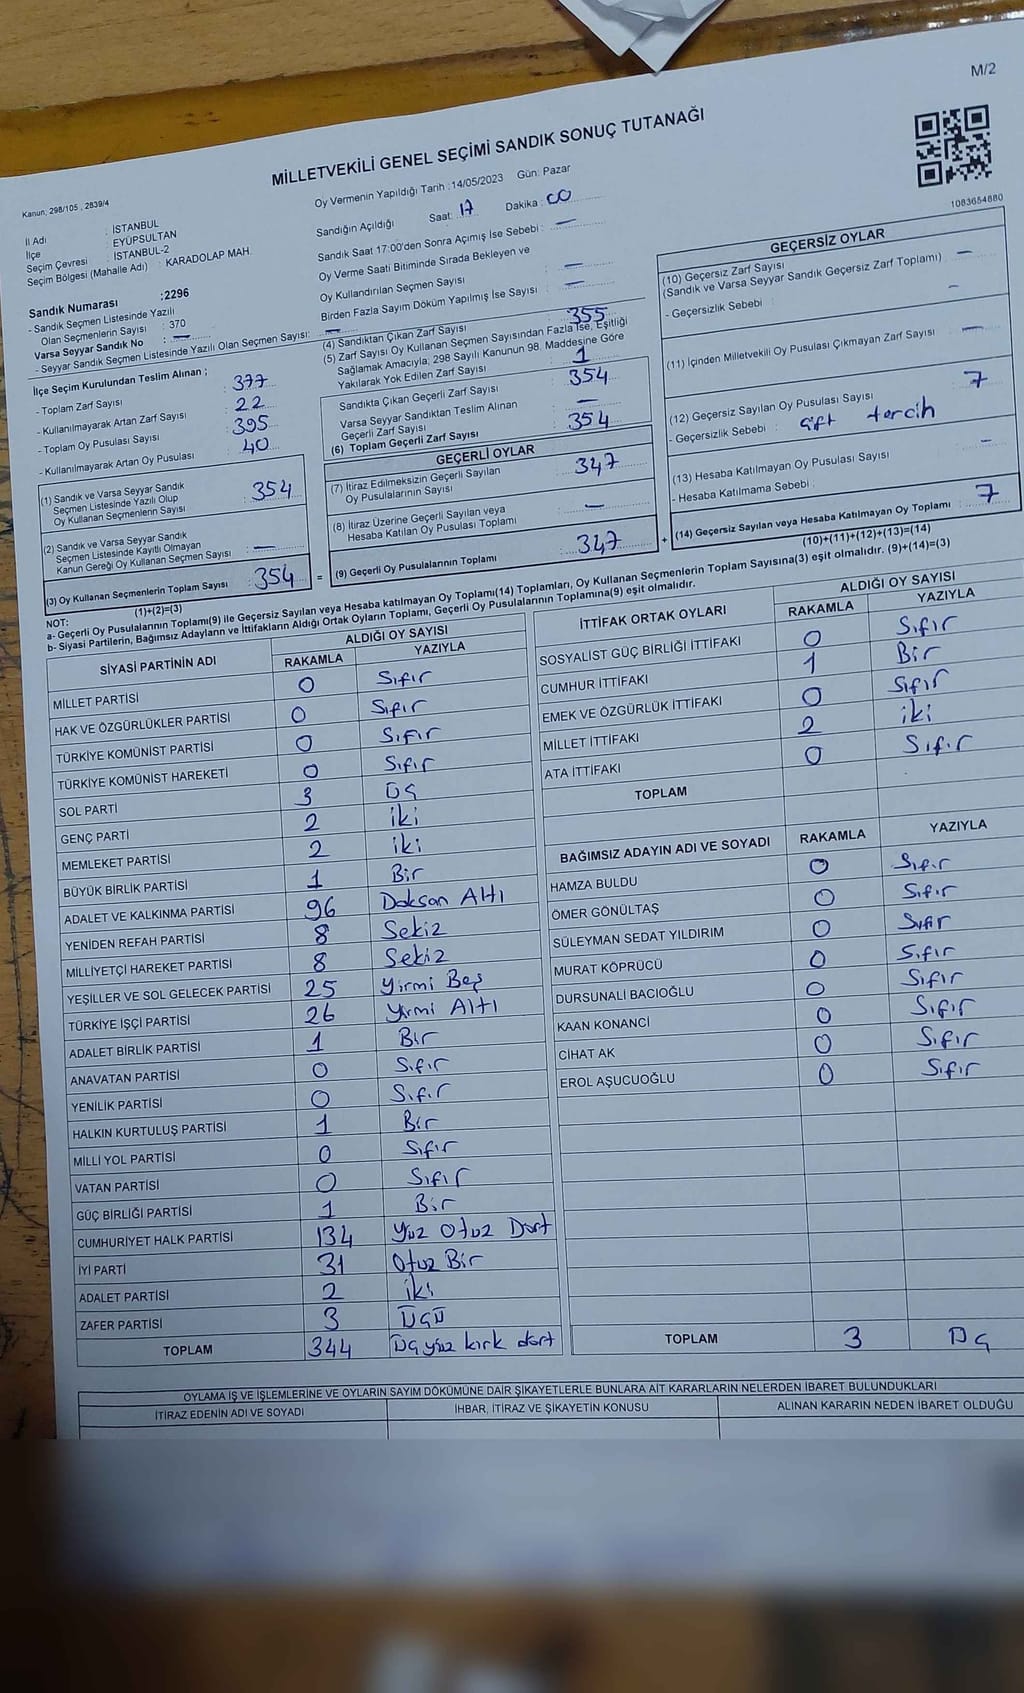 M/2
MİLLETVEKİLİ GENEL SEÇİMİ SANDIK SONUÇ TUTANAĞI
1083654880
Kanun, 298/105 , 2839/4
Oy Vermenin Yapıldığı Tarih :14/05/2023 Gün: Pazar
İl Adı : İSTANBUL
İlçe : EYÜPSULTAN
Seçim Çevresi : İSTANBUL-2
Seçim Bölgesi (Mahalle Adı) : KARADOLAP MAH.
Sandık Numarası :2296
- Sandık Seçmen Listesinde Yazılı
Olan Seçmenlerin Sayısı : 370
Varsa Seyyar Sandık No : —
- Seyyar Sandık Seçmen Listesinde Yazılı Olan Seçmen Sayısı: —
Sandığın Açıldığı Saat: 17 Dakika : 00
Sandık Saat 17:00'den Sonra Açımış İse Sebebi : —
Oy Verme Saati Bitiminde Sırada Bekleyen ve
Oy Kullandırılan Seçmen Sayısı : —
Birden Fazla Sayım Döküm Yapılmış İse Sayısı : —
İlçe Seçim Kurulundan Teslim Alınan ;
- Toplam Zarf Sayısı : 377
- Kullanılmayarak Artan Zarf Sayısı : 22
- Toplam Oy Pusulası Sayısı : 395
- Kullanılmayarak Artan Oy Pusulası : 40
(1) Sandık ve Varsa Seyyar Sandık
Seçmen Listesinde Yazılı Olup
Oy Kullanan Seçmenlerin Sayısı : 354
(2) Sandık ve Varsa Seyyar Sandık
Seçmen Listesinde Kayıtlı Olmayan
Kanun Gereği Oy Kullanan Seçmen Sayısı : —
(3) Oy Kullanan Seçmenlerin Toplam Sayısı : 354
(1)+(2)=(3)
(4) Sandıktan Çıkan Zarf Sayısı : 355
(5) Zarf Sayısı Oy Kullanan Seçmen Sayısından Fazla İse, Eşitliği
Sağlamak Amacıyla; 298 Sayılı Kanunun 98. Maddesine Göre
Yakılarak Yok Edilen Zarf Sayısı : 1
Sandıkta Çıkan Geçerli Zarf Sayısı : 354
Varsa Seyyar Sandıktan Teslim Alınan
Geçerli Zarf Sayısı : —
(6) Toplam Geçerli Zarf Sayısı : 354
GEÇERLİ OYLAR
(7) İtiraz Edilmeksizin Geçerli Sayılan
Oy Pusulalarının Sayısı : 347
(8) İtiraz Üzerine Geçerli Sayılan veya
Hesaba Katılan Oy Pusulası Toplamı : —
= (9) Geçerli Oy Pusulalarının Toplamı : 347
GEÇERSİZ OYLAR
(10) Geçersiz Zarf Sayısı
(Sandık ve Varsa Seyyar Sandık Geçersiz Zarf Toplamı) : —
- Geçersizlik Sebebi : —
(11) İçinden Milletvekili Oy Pusulası Çıkmayan Zarf Sayısı : —
(12) Geçersiz Sayılan Oy Pusulası Sayısı : 7
- Geçersizlik Sebebi : Çift tercih
(13) Hesaba Katılmayan Oy Pusulası Sayısı : —
- Hesaba Katılmama Sebebi :
+ (14) Geçersiz Sayılan veya Hesaba Katılmayan Oy Toplamı : 7
(10)+(11)+(12)+(13)=(14)
NOT:
a- Geçerli Oy Pusulalarının Toplamı(9) ile Geçersiz Sayılan veya Hesaba katılmayan Oy Toplamı(14) Toplamları, Oy Kullanan Seçmenlerin Toplam Sayısına(3) eşit olmalıdır. (9)+(14)=(3)
b- Siyasi Partilerin, Bağımsız Adayların ve İttifakların Aldığı Ortak Oyların Toplamı, Geçerli Oy Pusulalarının Toplamına(9) eşit olmalıdır.
SİYASİ PARTİNİN ADI ALDIĞI OY SAYISI
RAKAMLA YAZIYLA
MİLLET PARTİSİ 0 Sıfır
HAK VE ÖZGÜRLÜKLER PARTİSİ 0 Sıfır
TÜRKİYE KOMÜNİST PARTİSİ 0 Sıfır
TÜRKİYE KOMÜNİST HAREKETİ 0 Sıfır
SOL PARTİ 3 Üç
GENÇ PARTİ 2 iki
MEMLEKET PARTİSİ 2 iki
BÜYÜK BİRLİK PARTİSİ 1 Bir
ADALET VE KALKINMA PARTİSİ 96 Doksan Altı
YENİDEN REFAH PARTİSİ 8 Sekiz
MİLLİYETÇİ HAREKET PARTİSİ 8 Sekiz
YEŞİLLER VE SOL GELECEK PARTİSİ 25 Yirmi Beş
TÜRKİYE İŞÇİ PARTİSİ 26 Yirmi Altı
ADALET BİRLİK PARTİSİ 1 Bir
ANAVATAN PARTİSİ 0 Sıfır
YENİLİK PARTİSİ 0 Sıfır
HALKIN KURTULUŞ PARTİSİ 1 Bir
MİLLİ YOL PARTİSİ 0 Sıfır
VATAN PARTİSİ 0 Sıfır
GÜÇ BİRLİĞİ PARTİSİ 1 Bir
CUMHURİYET HALK PARTİSİ 134 Yüz Otuz Dört
İYİ PARTİ 31 Otuz Bir
ADALET PARTİSİ 2 iki
ZAFER PARTİSİ 3 Üçü
TOPLAM 344 Üç yüz kırk dört
İTTİFAK ORTAK OYLARI ALDIĞI OY SAYISI
RAKAMLA YAZIYLA
SOSYALİST GÜÇ BİRLİĞİ İTTİFAKI 0 Sıfır
CUMHUR İTTİFAKI 1 Bir
EMEK VE ÖZGÜRLÜK İTTİFAKI 0 Sıfır
MİLLET İTTİFAKI 2 iki
ATA İTTİFAKI 0 Sıfır
TOPLAM
BAĞIMSIZ ADAYIN ADI VE SOYADI RAKAMLA YAZIYLA
HAMZA BULDU 0 Sıfır
ÖMER GÖNÜLTAŞ 0 Sıfır
SÜLEYMAN SEDAT YILDIRIM 0 Sıfır
MURAT KÖPRÜCÜ 0 Sıfır
DURSUNALİ BACIOĞLU 0 Sıfır
KAAN KONANCİ 0 Sıfır
CİHAT AK 0 Sıfır
EROL AŞUCUOĞLU 0 Sıfır
TOPLAM 3 Üç
OYLAMA İŞ VE İŞLEMLERİNE VE OYLARIN SAYIM DÖKÜMÜNE DAİR ŞİKAYETLERLE BUNLARA AİT KARARLARIN NELERDEN İBARET BULUNDUKLARI
İTİRAZ EDENİN ADI VE SOYADI İHBAR, İTİRAZ VE ŞİKAYETİN KONUSU ALINAN KARARIN NEDEN İBARET OLDUĞU